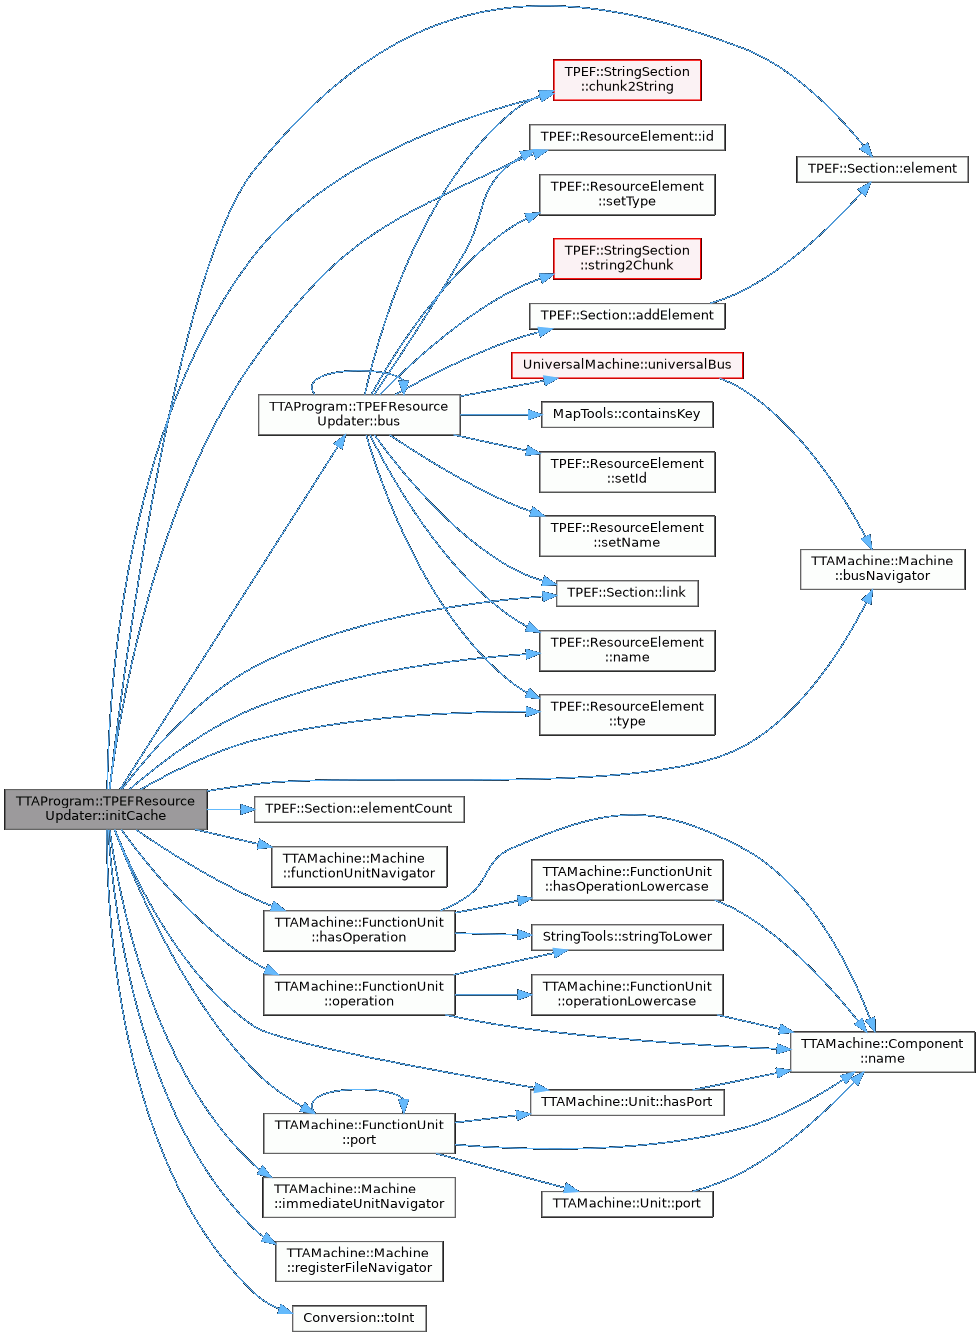 TPEF::StringSection
::chunk2String
TPEF::ResourceElement::id
TPEF::Section::element
TPEF::ResourceElement
::setType
TPEF::StringSection
::string2Chunk
TPEF::Section::addElement
UniversalMachine::universalBus
TTAProgram::TPEFResource
Updater::bus
MapTools::containsKey
TPEF::ResourceElement
::setId
TPEF::ResourceElement
::setName
TTAMachine::Machine
::busNavigator
TPEF::Section::link
TPEF::ResourceElement
::name
TPEF::ResourceElement
::type
TTAProgram::TPEFResource
Updater::initCache
TPEF::Section::elementCount
TTAMachine::Machine
::functionUnitNavigator
TTAMachine::FunctionUnit
::hasOperationLowercase
TTAMachine::FunctionUnit
::hasOperation
StringTools::stringToLower
TTAMachine::FunctionUnit
::operation
TTAMachine::FunctionUnit
::operationLowercase
TTAMachine::Component
::name
TTAMachine::Unit::hasPort
TTAMachine::FunctionUnit
::port
TTAMachine::Machine
::immediateUnitNavigator
TTAMachine::Unit::port
TTAMachine::Machine
::registerFileNavigator
Conversion::toInt